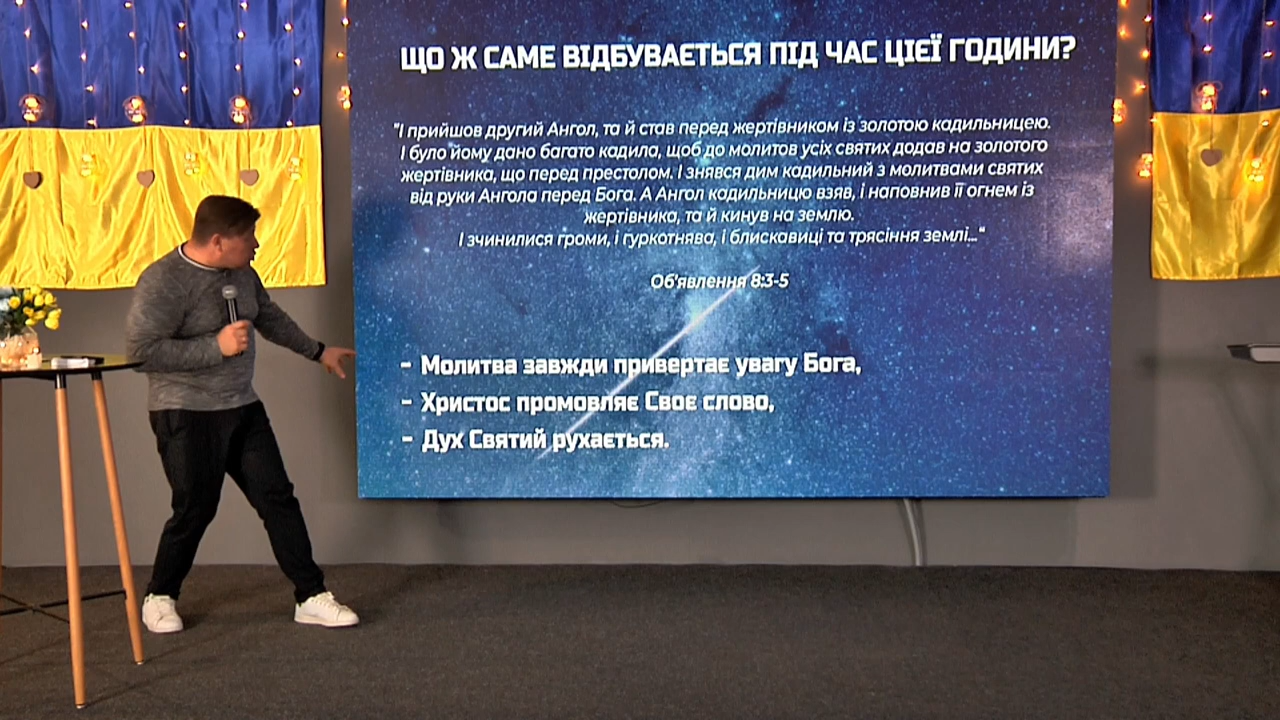 ЩО Ж САМЕ ВІДБУВАЄТЬСЯ ПІД ЧАС ЦІЄЇ ГОДИНИ?
"І прийшов другий Ангол, та й став перед жертівником із золотою кадильницею.
І було йому дано багато кадила, щоб до молитов усіх святих додав на золотого
жертівника, що перед престолом. І знявся дим кадильний з молитвами святих
від руки Ангола перед Бога. А Ангол кадильницю взяв, і наповнив її огнем із
жертівника, та й кинув на землю.
І зчинилися громи, і гуркотнява, і блискавиці та трясіння землі..."
Об'явлення 8:3-5
- Молитва завжди привертає увагу Бога,
- Христос промовляє Своє слово,
- Дух Святий рухається.